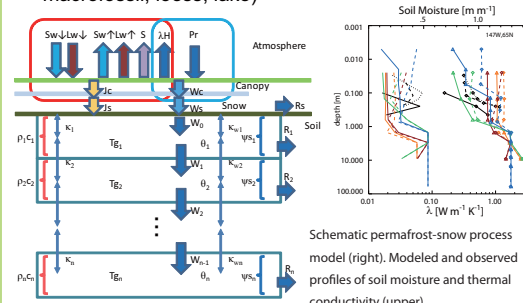 macrofossil, loess, lake)
Sw↓Lw↓ Sw↑Lw↑ S λH Pr
Atmosphere
Canopy
Jc Wc
Snow
Js Ws Rs
Soil
W₀
κ₁ κw₁ R₁
ρ₁c₁ Tg₁ θ₁ ψs₁
W₁
κ₂ κw₂ R₂
ρ₂c₂ Tg₂ θ₂ ψs₂
W₂
Wn-1
κn κwn Rn
ρncn Tgn θn ψsn
Soil Moisture [m m⁻¹]
.5 1.0
147W,65N
depth [m]
0.010
0.100
1.000
10.000
100.000
0.01 0.10 1.00
λ [W m⁻¹ K⁻¹]
Schematic permafrost-snow process
model (right). Modeled and observed
profiles of soil moisture and thermal
conductivity (upper)